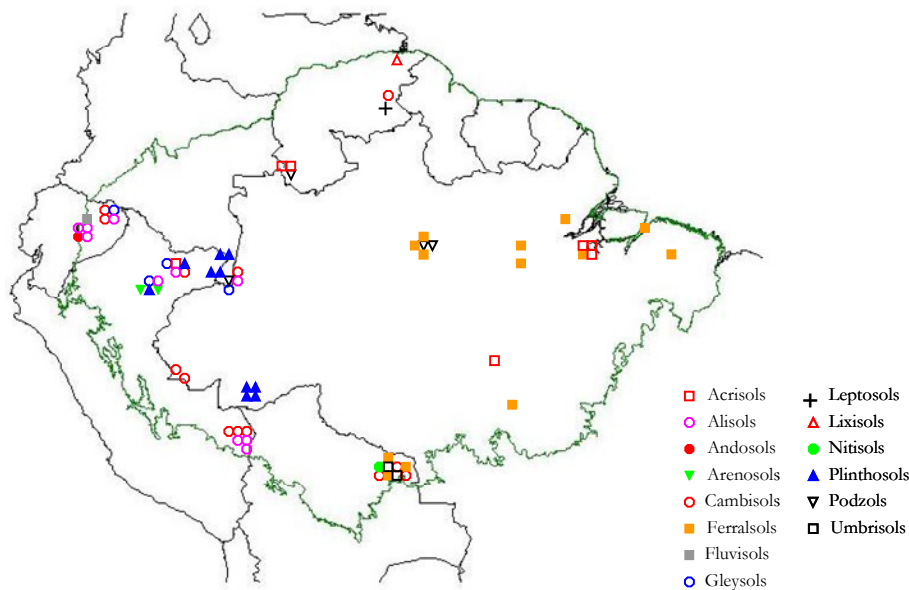 Acrisols
Alisols
Andosols
Arenosols
Cambisols
Ferralsols
Fluvisols
Gleysols
Leptosols
Lixisols
Nitisols
Plinthosols
Podzols
Umbrisols